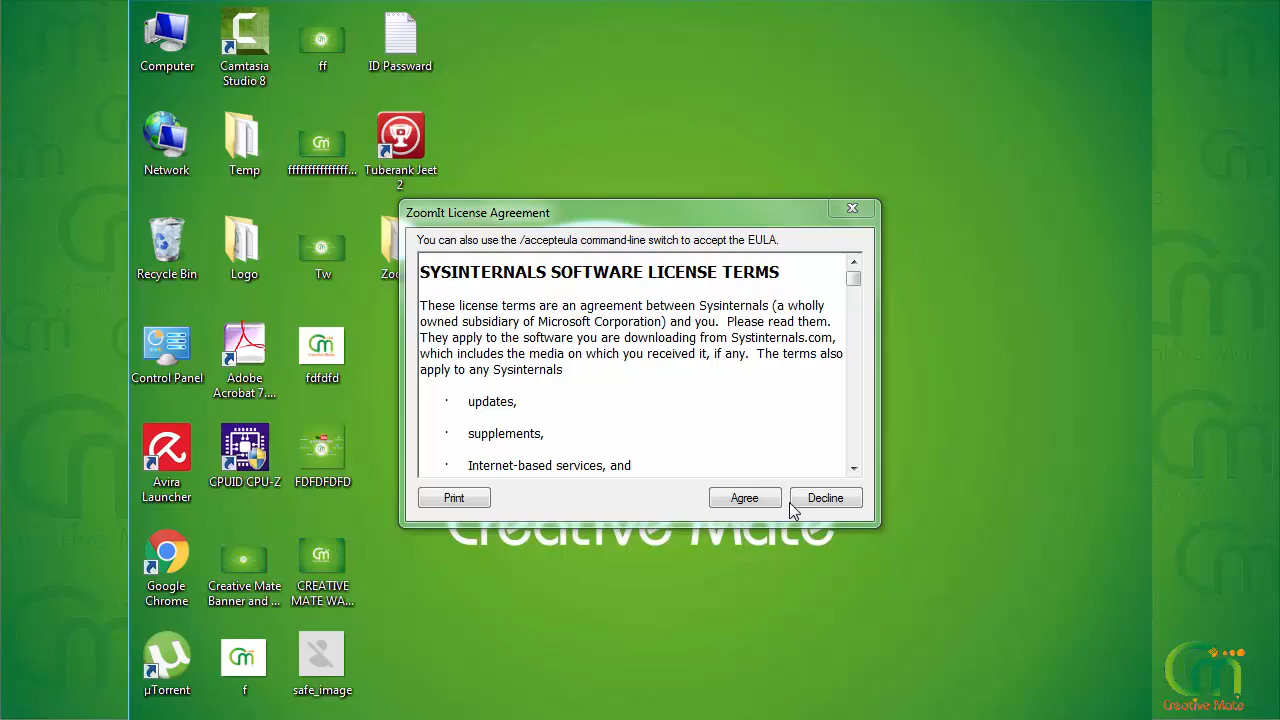 Computer
Camtasia
Studio 8
ff
ID Passward
Network
Temp
fffffffffffffff...
Tuberank Jeet
2
Recycle Bin
Logo
Tw
Zoo
Control Panel
Adobe
Acrobat 7....
fdfdfd
Avira
Launcher
CPUID CPU-Z
FDFDFDFD
Google
Chrome
Creative Mate
Banner and ...
CREATIVE
MATE WA...
µTorrent
f
safe_image
ZoomIt License Agreement
You can also use the /accepteula command-line switch to accept the EULA.
SYSINTERNALS SOFTWARE LICENSE TERMS
These license terms are an agreement between Sysinternals (a wholly
owned subsidiary of Microsoft Corporation) and you. Please read them.
They apply to the software you are downloading from Systinternals.com,
which includes the media on which you received it, if any. The terms also
apply to any Sysinternals
· updates,
· supplements,
· Internet-based services, and
Print
Agree
Decline
Creative Mate
Creative Mate